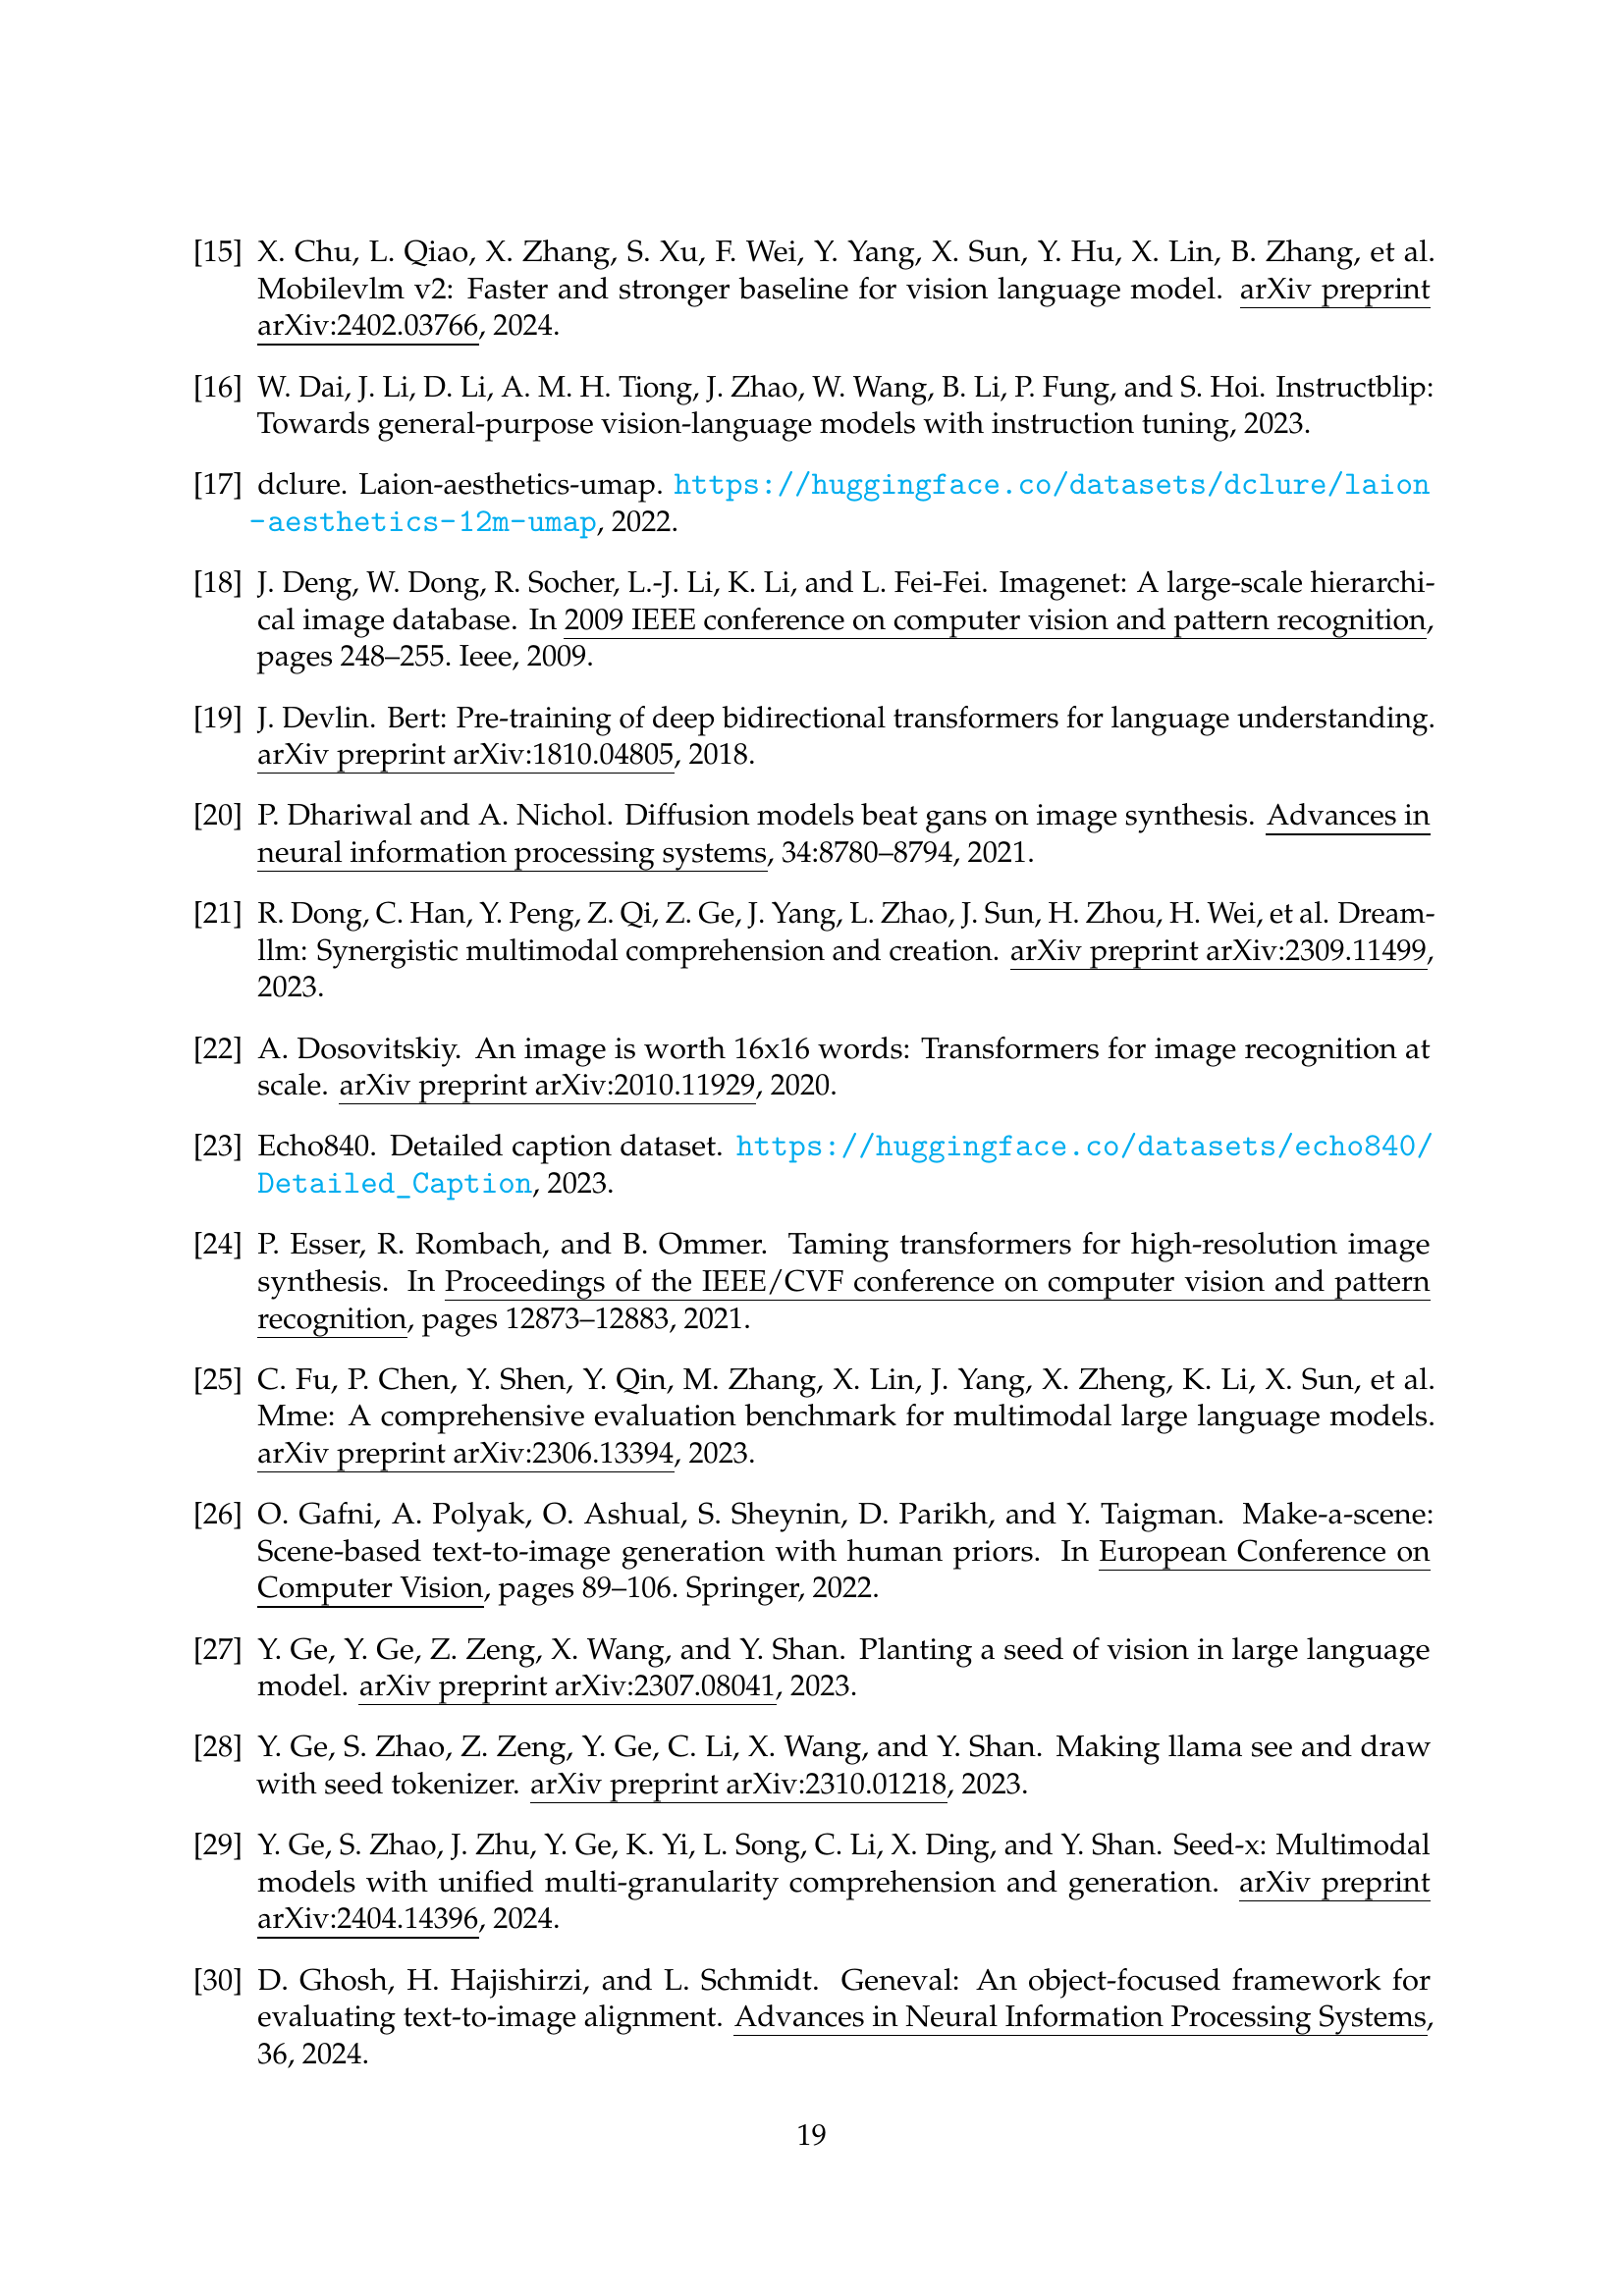 [15] X. Chu, L. Qiao, X. Zhang, S. Xu, F. Wei, Y. Yang, X. Sun, Y. Hu, X. Lin, B. Zhang, et al.
Mobilevlm v2: Faster and stronger baseline for vision language model. arXiv preprint
arXiv:2402.03766, 2024.
[16] W. Dai, J. Li, D. Li, A. M. H. Tiong, J. Zhao, W. Wang, B. Li, P. Fung, and S. Hoi. Instructblip:
Towards general-purpose vision-language models with instruction tuning, 2023.
[17] dclure. Laion-aesthetics-umap. https://huggingface.co/datasets/dclure/laion
-aesthetics-12m-umap, 2022.
[18] J. Deng, W. Dong, R. Socher, L.-J. Li, K. Li, and L. Fei-Fei. Imagenet: A large-scale hierarchi-
cal image database. In 2009 IEEE conference on computer vision and pattern recognition,
pages 248–255. Ieee, 2009.
[19] J. Devlin. Bert: Pre-training of deep bidirectional transformers for language understanding.
arXiv preprint arXiv:1810.04805, 2018.
[20] P. Dhariwal and A. Nichol. Diffusion models beat gans on image synthesis. Advances in
neural information processing systems, 34:8780–8794, 2021.
[21] R. Dong, C. Han, Y. Peng, Z. Qi, Z. Ge, J. Yang, L. Zhao, J. Sun, H. Zhou, H. Wei, et al. Dream-
llm: Synergistic multimodal comprehension and creation. arXiv preprint arXiv:2309.11499,
2023.
[22] A. Dosovitskiy. An image is worth 16x16 words: Transformers for image recognition at
scale. arXiv preprint arXiv:2010.11929, 2020.
[23] Echo840. Detailed caption dataset. https://huggingface.co/datasets/echo840/
Detailed_Caption, 2023.
[24] P. Esser, R. Rombach, and B. Ommer. Taming transformers for high-resolution image
synthesis. In Proceedings of the IEEE/CVF conference on computer vision and pattern
recognition, pages 12873–12883, 2021.
[25] C. Fu, P. Chen, Y. Shen, Y. Qin, M. Zhang, X. Lin, J. Yang, X. Zheng, K. Li, X. Sun, et al.
Mme: A comprehensive evaluation benchmark for multimodal large language models.
arXiv preprint arXiv:2306.13394, 2023.
[26] O. Gafni, A. Polyak, O. Ashual, S. Sheynin, D. Parikh, and Y. Taigman. Make-a-scene:
Scene-based text-to-image generation with human priors. In European Conference on
Computer Vision, pages 89–106. Springer, 2022.
[27] Y. Ge, Y. Ge, Z. Zeng, X. Wang, and Y. Shan. Planting a seed of vision in large language
model. arXiv preprint arXiv:2307.08041, 2023.
[28] Y. Ge, S. Zhao, Z. Zeng, Y. Ge, C. Li, X. Wang, and Y. Shan. Making llama see and draw
with seed tokenizer. arXiv preprint arXiv:2310.01218, 2023.
[29] Y. Ge, S. Zhao, J. Zhu, Y. Ge, K. Yi, L. Song, C. Li, X. Ding, and Y. Shan. Seed-x: Multimodal
models with unified multi-granularity comprehension and generation. arXiv preprint
arXiv:2404.14396, 2024.
[30] D. Ghosh, H. Hajishirzi, and L. Schmidt. Geneval: An object-focused framework for
evaluating text-to-image alignment. Advances in Neural Information Processing Systems,
36, 2024.
19